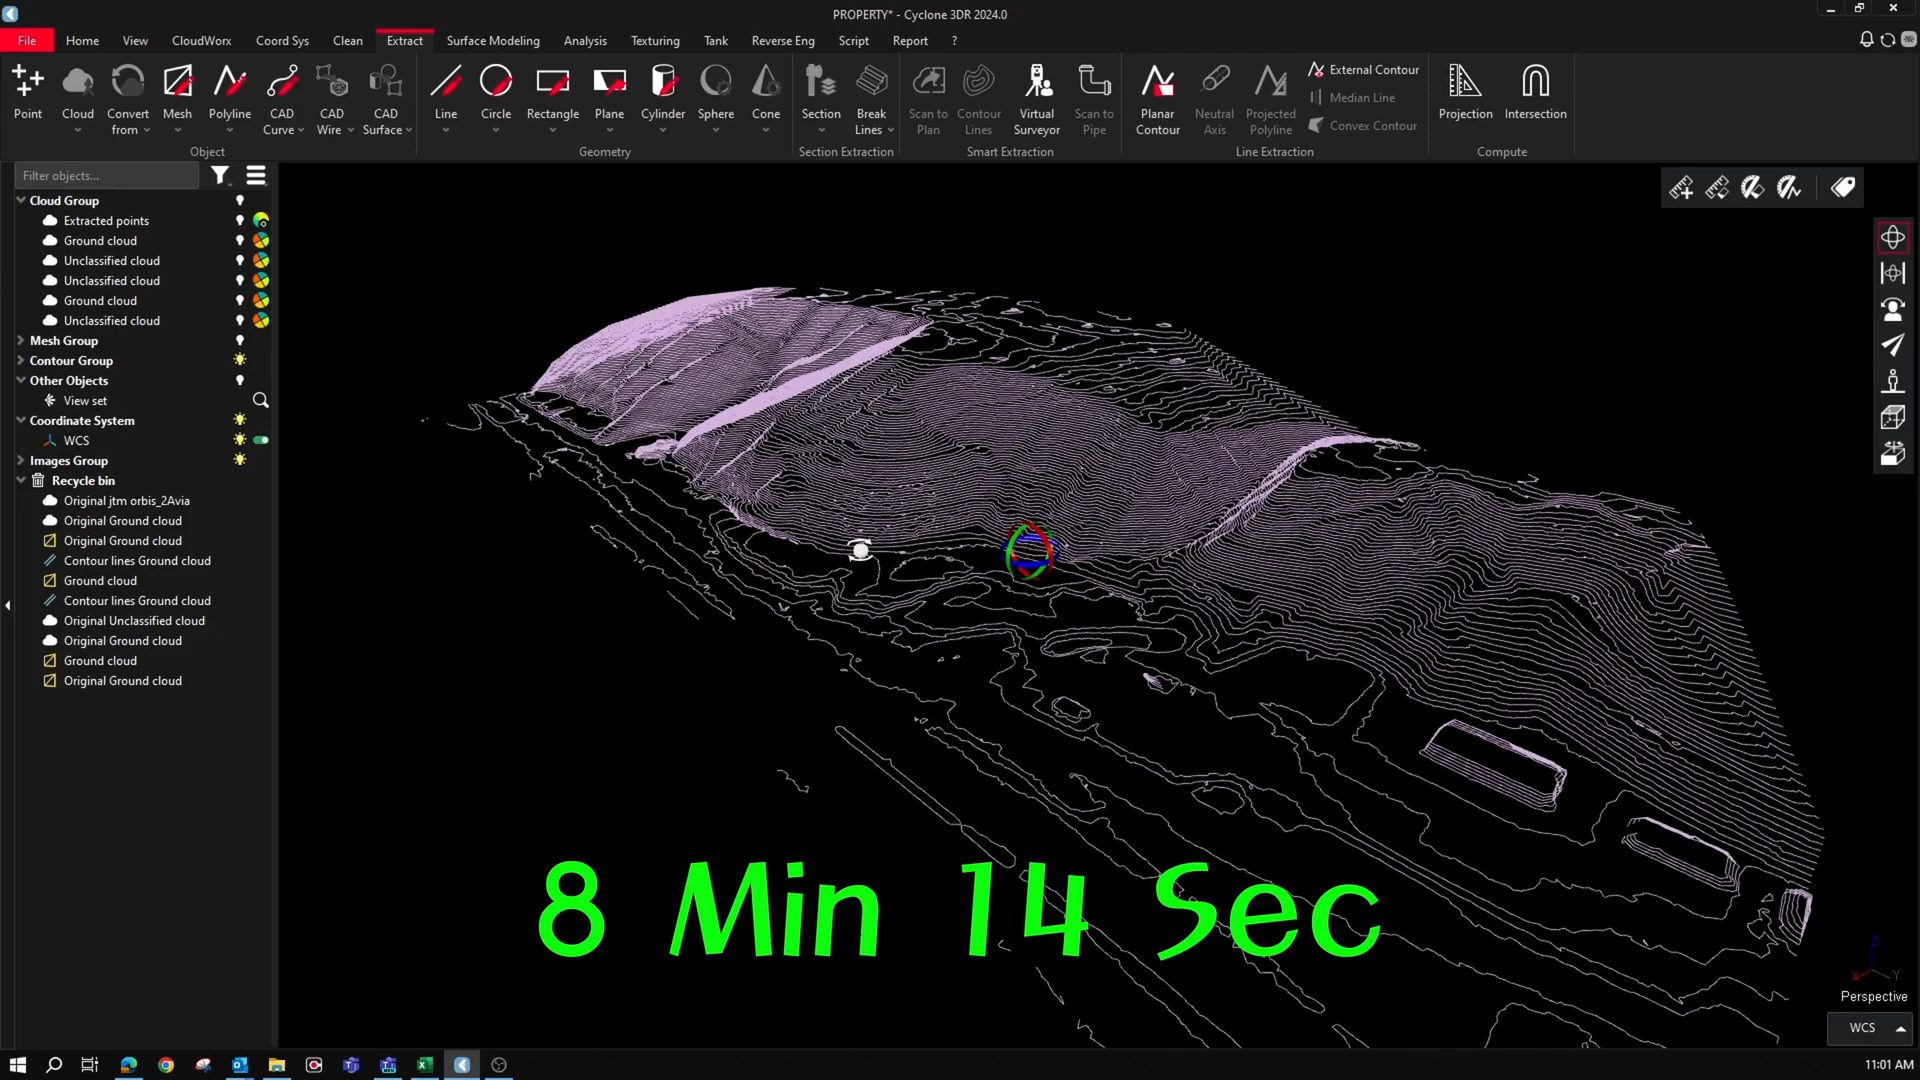 PROPERTY* - Cyclone 3DR 2024.0
File Home View CloudWorx Coord Sys Clean Extract Surface Modeling Analysis Texturing Tank Reverse Eng Script Report ?
Point Cloud Convert from Mesh Polyline CAD Curve CAD Wire CAD Surface
Object
Line Circle Rectangle Plane Cylinder Sphere Cone
Geometry
Section Break Lines
Section Extraction
Scan to Plan Contour Lines Virtual Surveyor Scan to Pipe
Smart Extraction
Planar Contour Neutral Axis Projected Polyline
External Contour
Median Line
Convex Contour
Line Extraction
Projection Intersection
Compute
Filter objects...
Cloud Group
Extracted points
Ground cloud
Unclassified cloud
Unclassified cloud
Ground cloud
Unclassified cloud
Mesh Group
Contour Group
Other Objects
View set
Coordinate System
WCS
Images Group
Recycle bin
Original jtm orbis_2Avia
Original Ground cloud
Original Ground cloud
Contour lines Ground cloud
Ground cloud
Contour lines Ground cloud
Original Unclassified cloud
Original Ground cloud
Ground cloud
Original Ground cloud
8 Min 14 Sec
Z
X Y
Perspective
WCS
11:01 AM